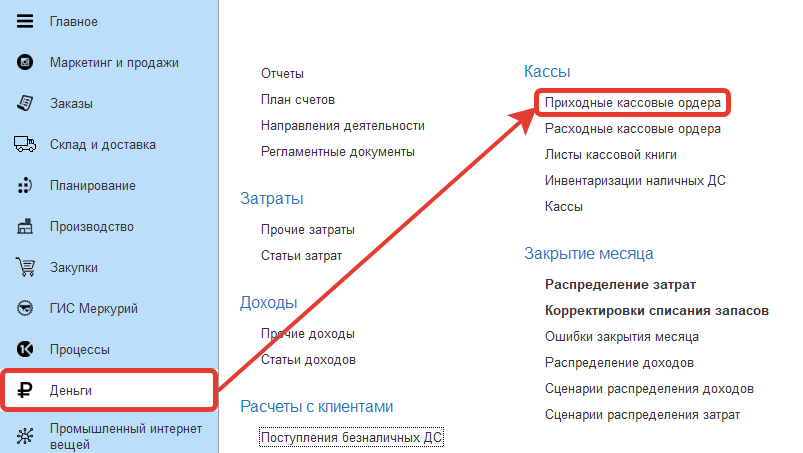 Главное
Маркетинг и продажи
Заказы
Склад и доставка
Планирование
Производство
Закупки
ГИС Меркурий
Процессы
Деньги
Промышленный интернет
вещей
Отчеты
План счетов
Направления деятельности
Регламентные документы
Затраты
Прочие затраты
Статьи затрат
Доходы
Прочие доходы
Статьи доходов
Расчеты с клиентами
Поступления безналичных ДС
Кассы
Приходные кассовые ордера
Расходные кассовые ордера
Листы кассовой книги
Инвентаризации наличных ДС
Кассы
Закрытие месяца
Распределение затрат
Корректировки списания запасов
Ошибки закрытия месяца
Распределение доходов
Сценарии распределения доходов
Сценарии распределения затрат